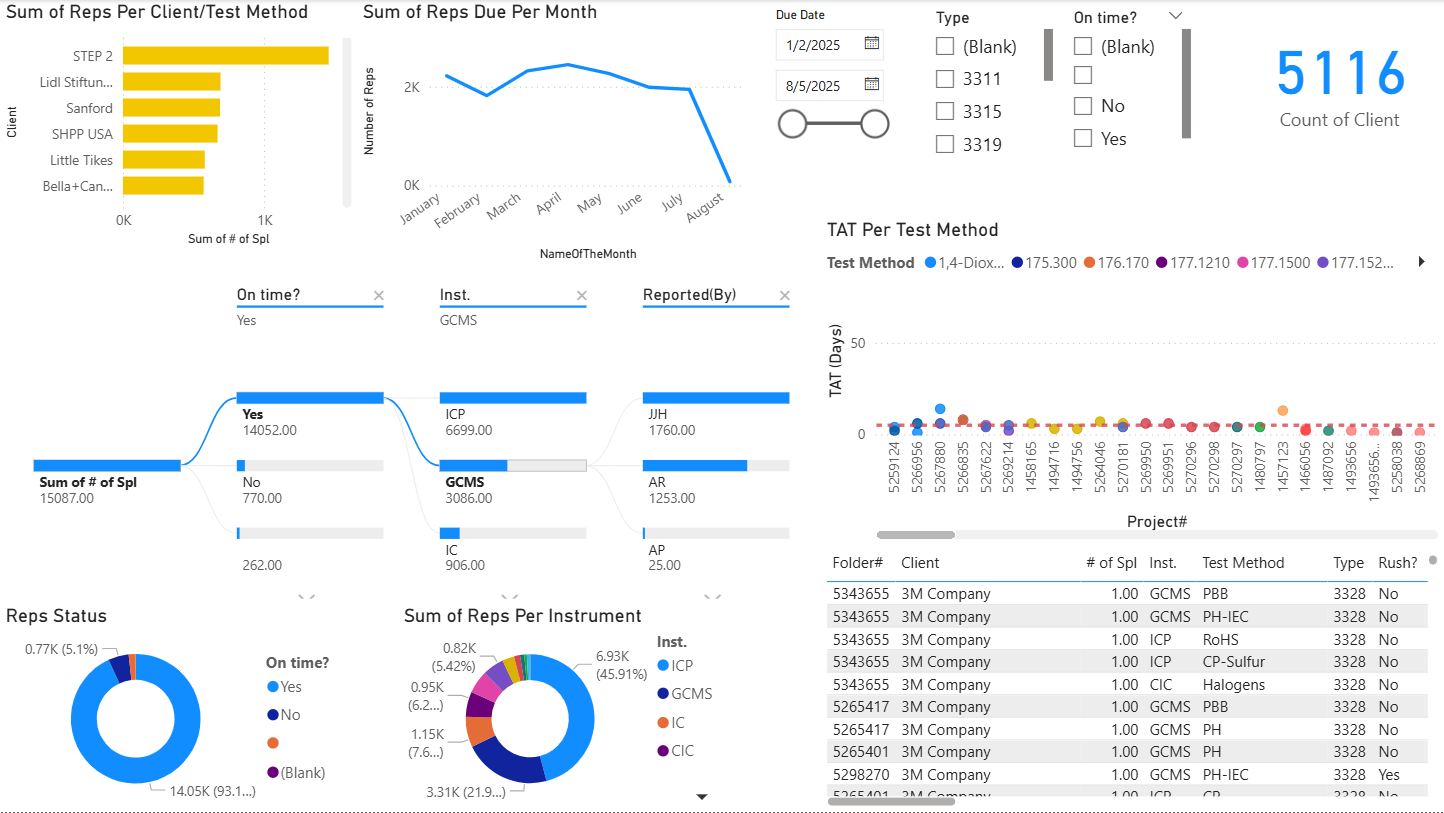 Sum of Reps Per Client/Test Method
Client
STEP 2
Lidl Stiftun...
Sanford
SHPP USA
Little Tikes
Bella+Can...
0K 1K
Sum of # of Spl
Sum of Reps Due Per Month
Number of Reps
2K
0K
January February March April May June July August
NameOfTheMonth
Due Date
1/2/2025
8/5/2025
Type
(Blank)
3311
3315
3319
On time?
(Blank)
No
Yes
5116
Count of Client
On time?
Yes
Inst.
GCMS
Reported(By)
Sum of # of Spl
15087.00
Yes
14052.00
No
770.00
262.00
ICP
6699.00
GCMS
3086.00
IC
906.00
JJH
1760.00
AR
1253.00
AP
25.00
TAT Per Test Method
Test Method 1,4-Diox... 175.300 176.170 177.1210 177.1500 177.152...
TAT (Days)
50
0
5259124 5266956 5267880 5266835 5267622 5269214 1458165 1494716 1494756 5264046 5270181 5269950 5269951 5270296 5270298 5270297 1480797 1457123 1466056 1487092 1493656 1493656... 5258038 5268869
Project#
Reps Status
0.77K (5.1%)
14.05K (93.1...)
On time?
Yes
No
(Blank)
Sum of Reps Per Instrument
0.82K
(5.42%)
0.95K
(6.2...)
1.15K
(7.6...)
3.31K (21.9...)
6.93K
(45.91%)
Inst.
ICP
GCMS
IC
CIC
Folder# Client # of Spl Inst. Test Method Type Rush?
5343655 3M Company 1.00 GCMS PBB 3328 No
5343655 3M Company 1.00 GCMS PH-IEC 3328 No
5343655 3M Company 1.00 ICP RoHS 3328 No
5343655 3M Company 1.00 ICP CP-Sulfur 3328 No
5343655 3M Company 1.00 CIC Halogens 3328 No
5265417 3M Company 1.00 GCMS PBB 3328 No
5265417 3M Company 1.00 GCMS PH 3328 No
5265401 3M Company 1.00 GCMS PH 3328 No
5298270 3M Company 1.00 GCMS PH-IEC 3328 Yes
5265401 3M Company 1.00 ICP CP 3328 No